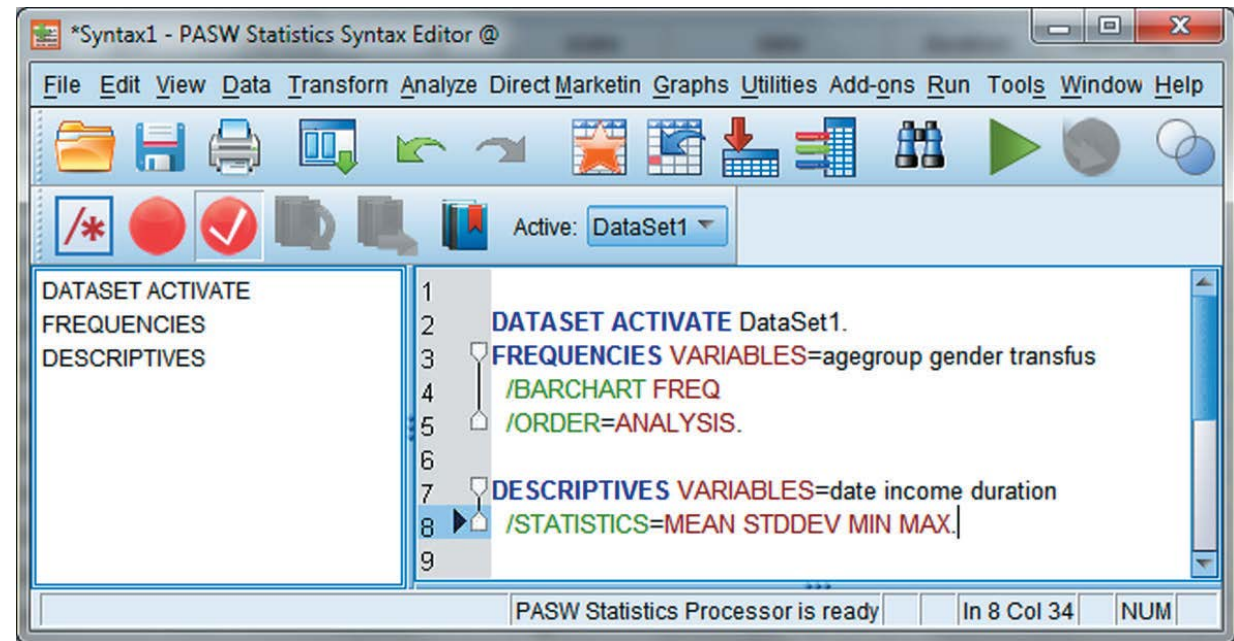 *Syntax1 - PASW Statistics Syntax Editor @
File Edit View Data Transforn Analyze Direct Marketin Graphs Utilities Add-ons Run Tools Window Help
/* Active: DataSet1
DATASET ACTIVATE
FREQUENCIES
DESCRIPTIVES
1
2 DATASET ACTIVATE DataSet1.
3 FREQUENCIES VARIABLES=agegroup gender transfus
4 /BARCHART FREQ
5 /ORDER=ANALYSIS.
6
7 DESCRIPTIVES VARIABLES=date income duration
8 /STATISTICS=MEAN STDDEV MIN MAX.
9
PASW Statistics Processor is ready In 8 Col 34 NUM